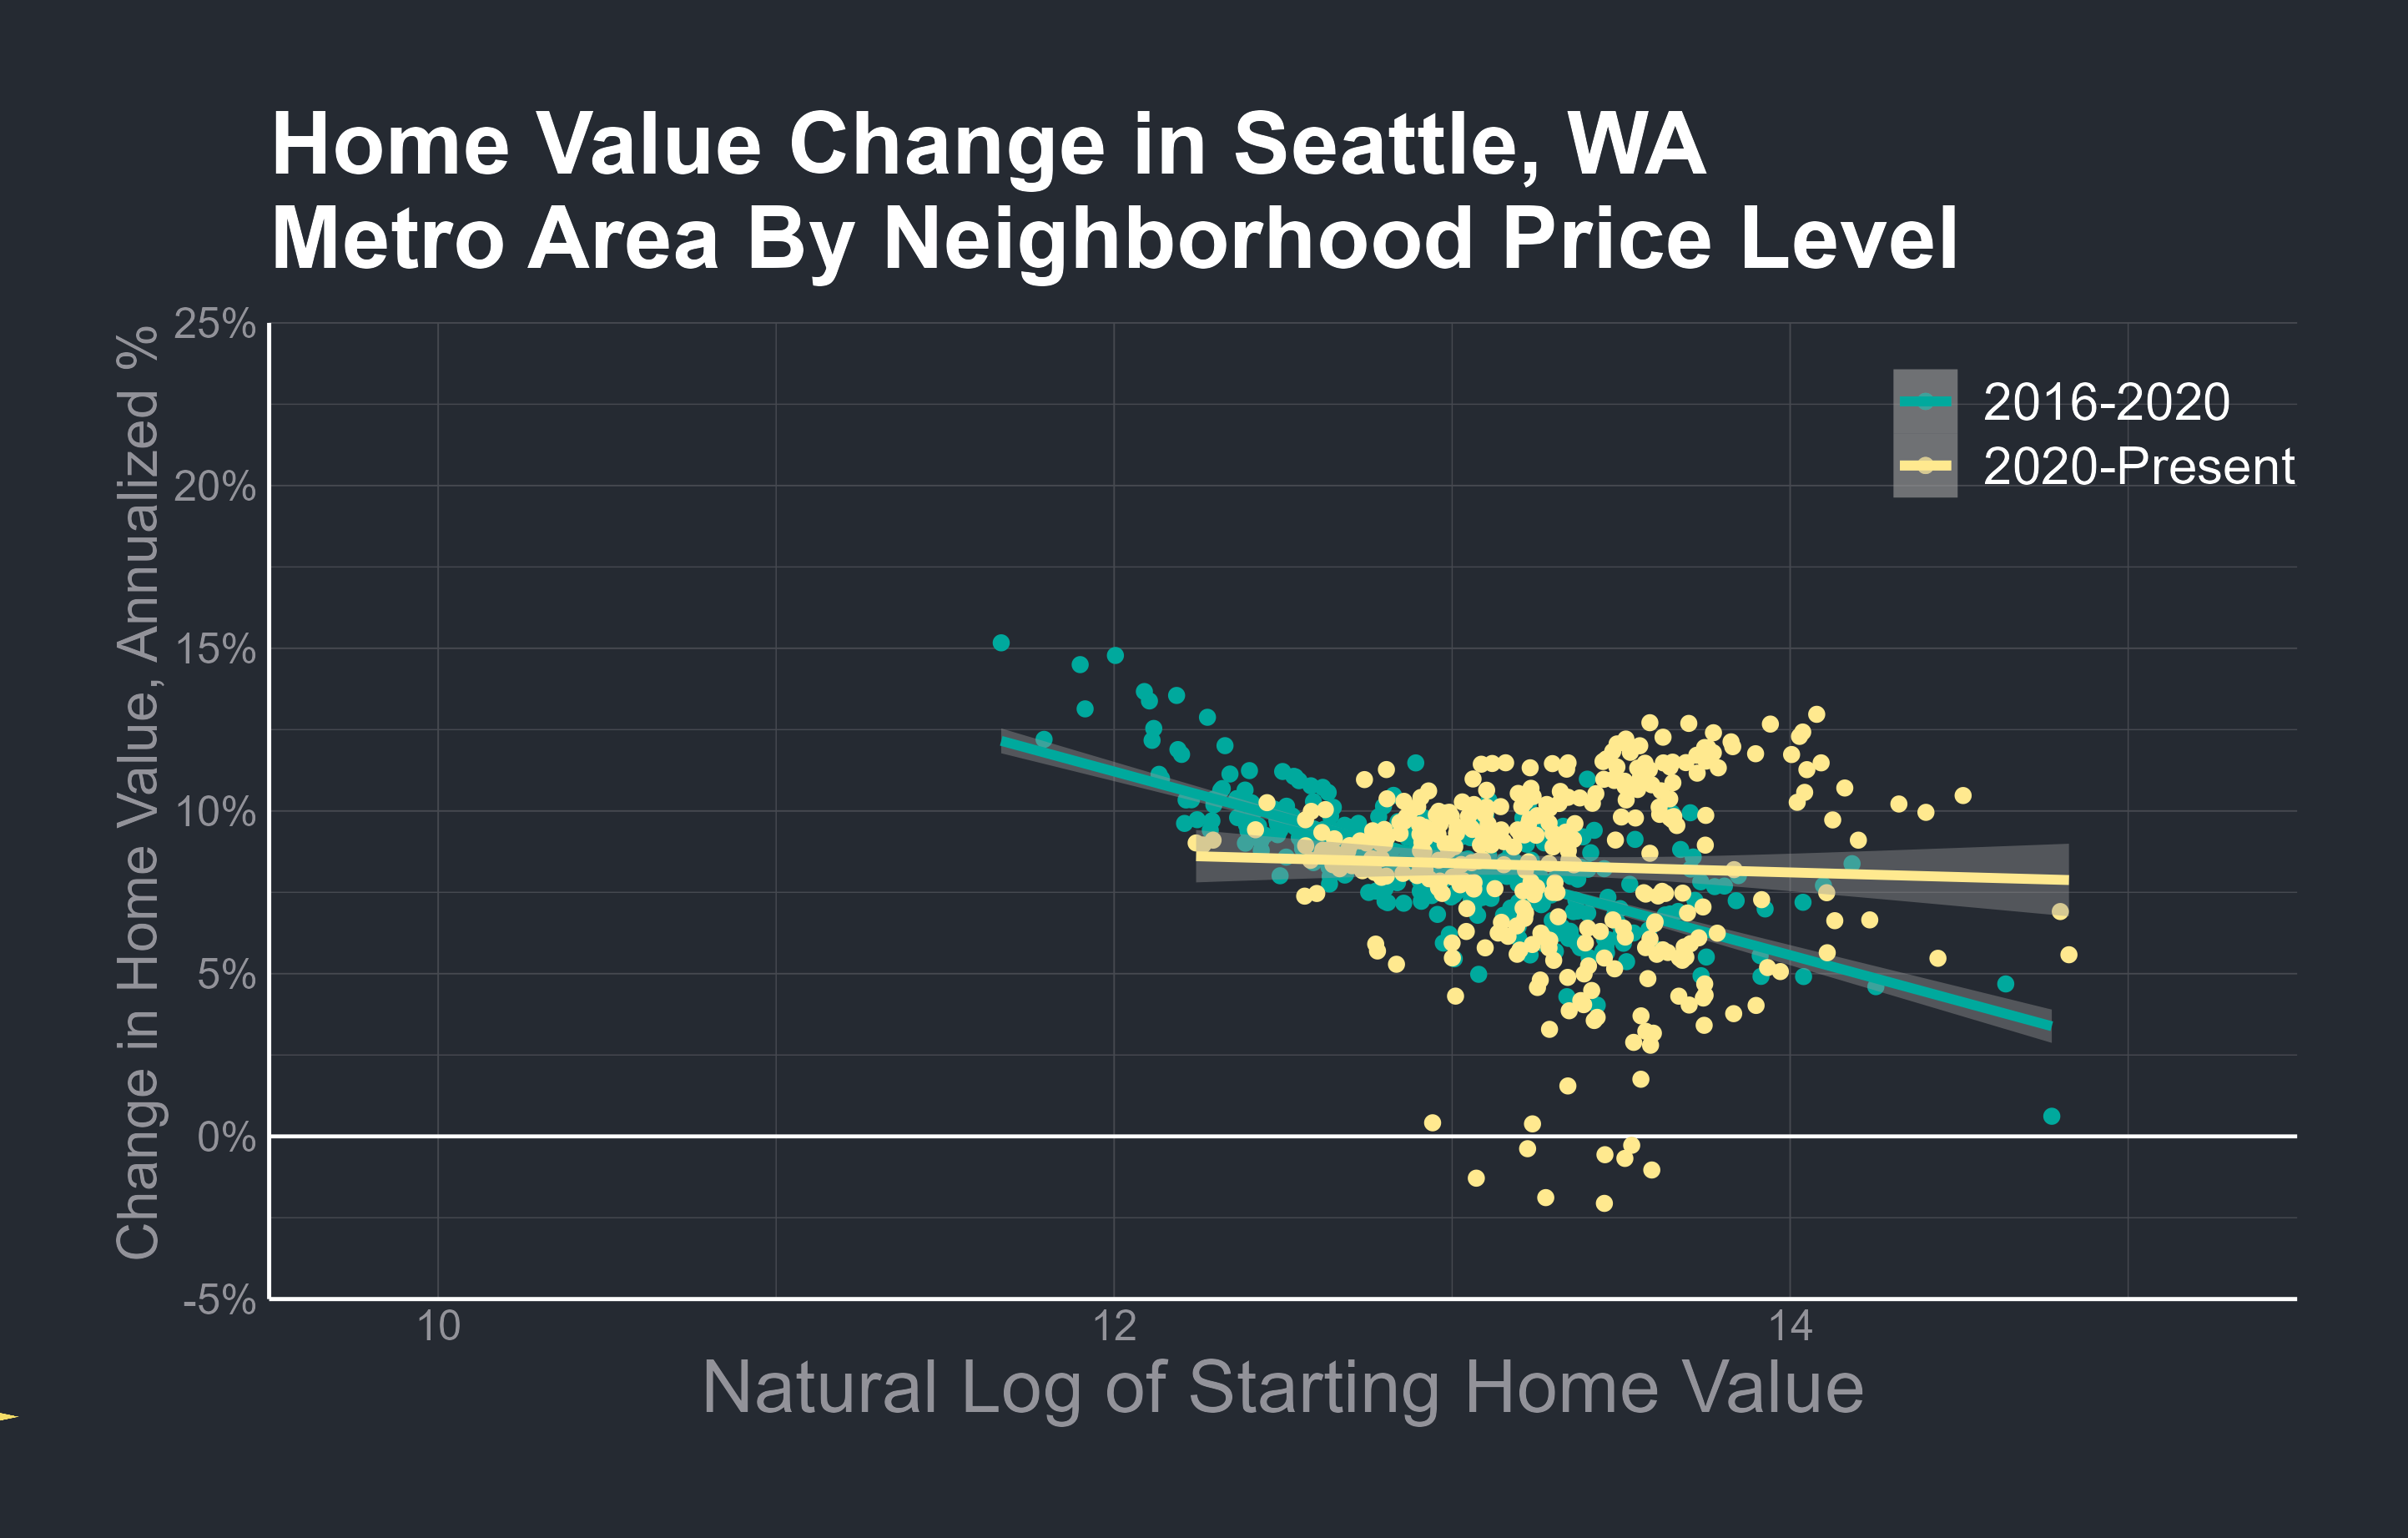 Home Value Change in Seattle, WA
Metro Area By Neighborhood Price Level
Change in Home Value, Annualized %
25%
20%
15%
10%
5%
0%
-5%
2016-2020
2020-Present
10
12
14
Natural Log of Starting Home Value